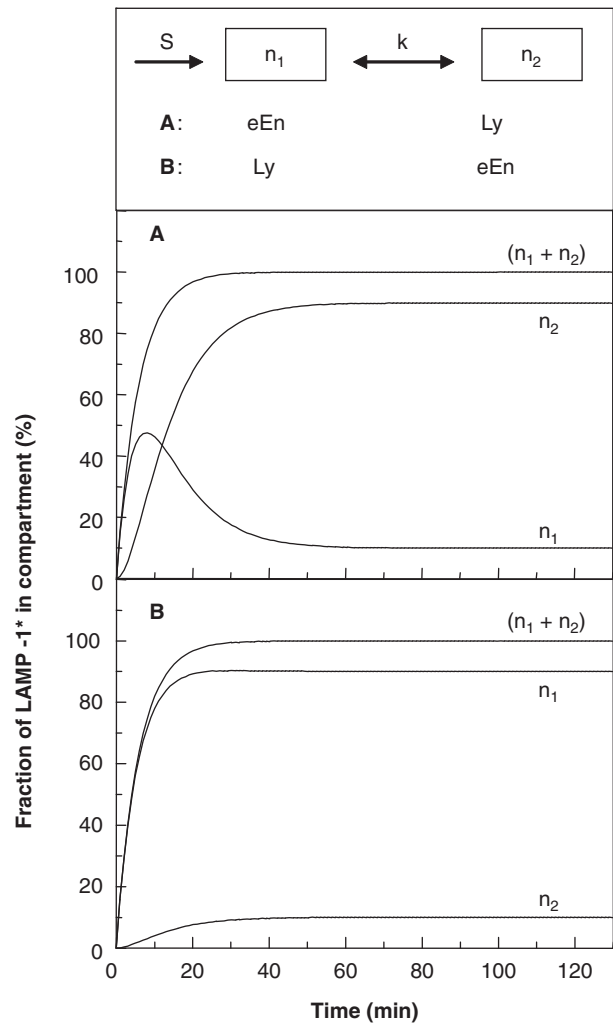 S
k
n1
n2
A: eEn Ly
B: Ly eEn
Fraction of LAMP -1* in compartment (%)
A
100
80
60
40
20
0
(n1 + n2)
n2
n1
B
100
80
60
40
20
0
(n1 + n2)
n1
n2
0 20 40 60 80 100 120
Time (min)